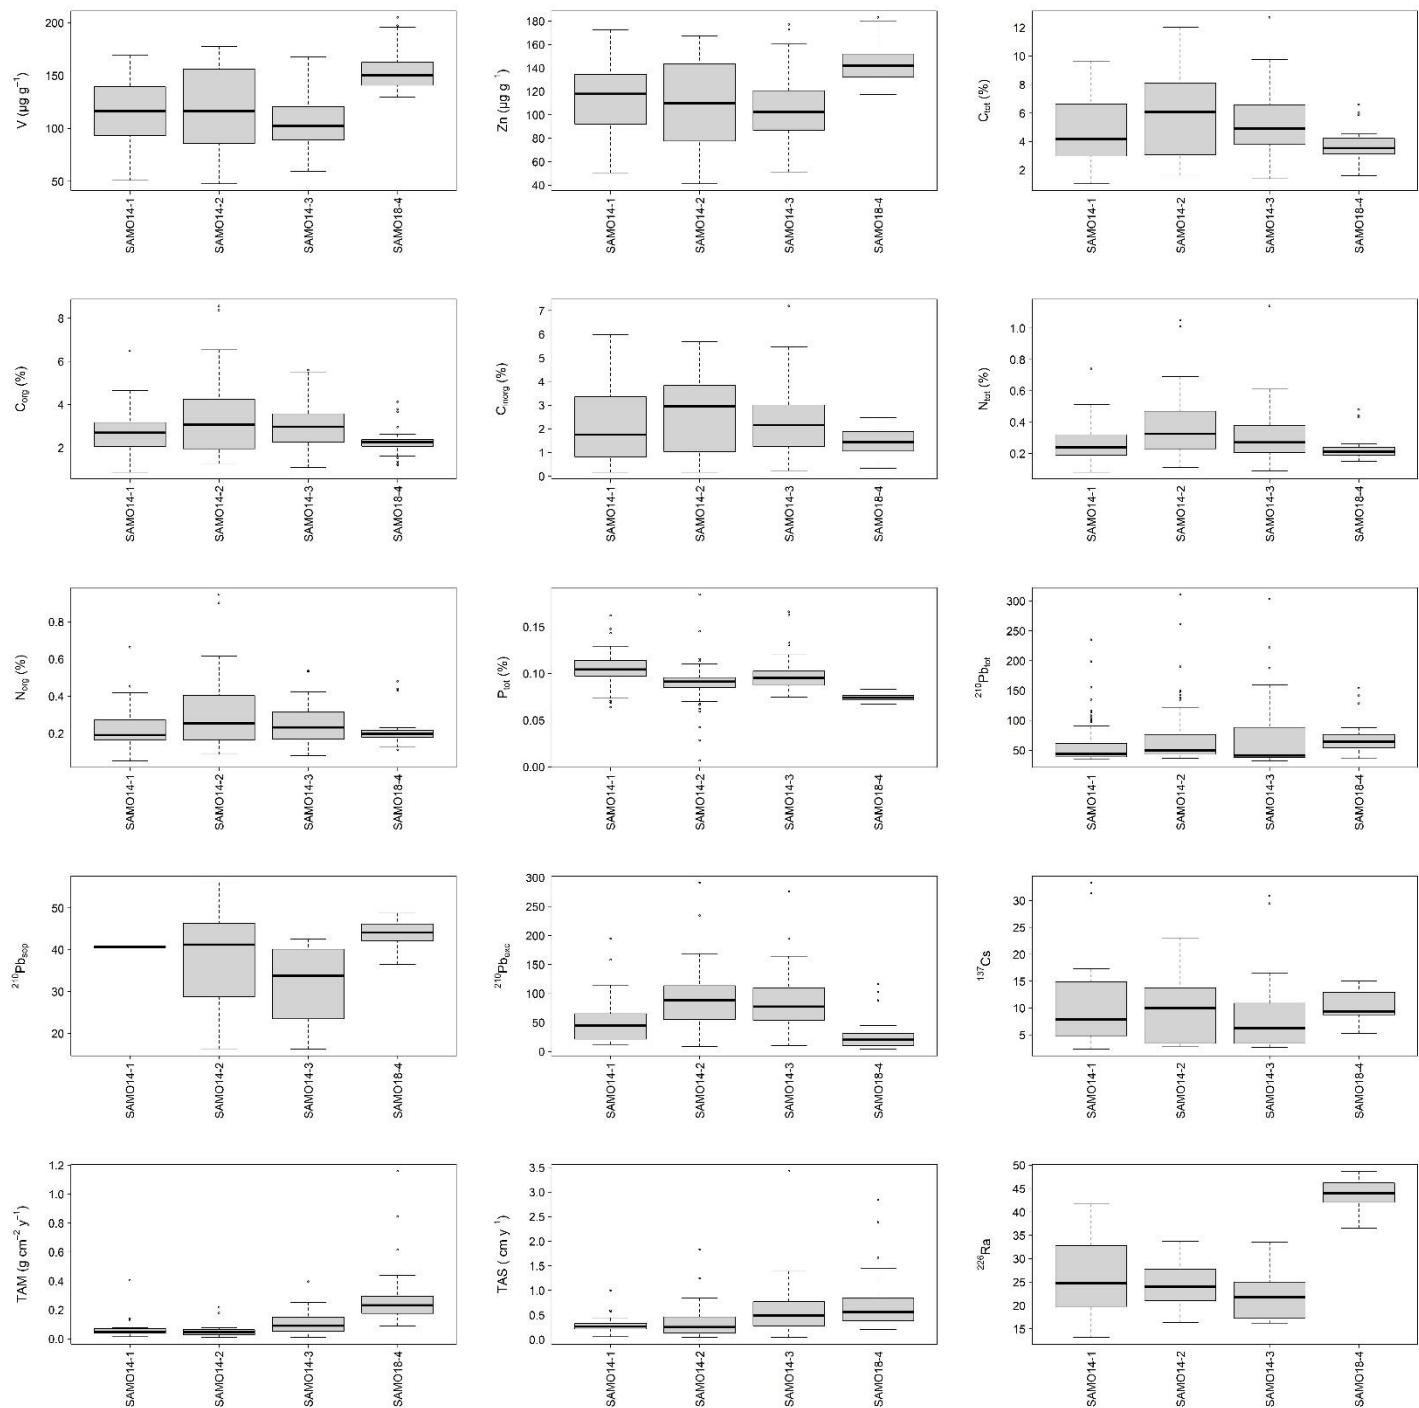 V (µg g⁻¹)
200
150
100
50
SAMO14-1
SAMO14-2
SAMO14-3
SAMO18-4
Zn (µg g⁻¹)
180
160
140
120
100
80
60
40
SAMO14-1
SAMO14-2
SAMO14-3
SAMO18-4
Ctot (%)
12
10
8
6
4
2
SAMO14-1
SAMO14-2
SAMO14-3
SAMO18-4
Corg (%)
8
6
4
2
SAMO14-1
SAMO14-2
SAMO14-3
SAMO18-4
Cinorg (%)
7
6
5
4
3
2
1
0
SAMO14-1
SAMO14-2
SAMO14-3
SAMO18-4
Ntot (%)
1.0
0.8
0.6
0.4
0.2
SAMO14-1
SAMO14-2
SAMO14-3
SAMO18-4
Norg (%)
0.8
0.6
0.4
0.2
SAMO14-1
SAMO14-2
SAMO14-3
SAMO18-4
Ptot (%)
0.15
0.10
0.05
0.00
SAMO14-1
SAMO14-2
SAMO14-3
SAMO18-4
²¹⁰Pbtot
300
250
200
150
100
50
SAMO14-1
SAMO14-2
SAMO14-3
SAMO18-4
²¹⁰Pbsop
50
40
30
20
SAMO14-1
SAMO14-2
SAMO14-3
SAMO18-4
²¹⁰Pbexc
300
250
200
150
100
50
0
SAMO14-1
SAMO14-2
SAMO14-3
SAMO18-4
¹³⁷Cs
30
25
20
15
10
5
SAMO14-1
SAMO14-2
SAMO14-3
SAMO18-4
TAM (g cm⁻² y⁻¹)
1.2
1.0
0.8
0.6
0.4
0.2
0.0
SAMO14-1
SAMO14-2
SAMO14-3
SAMO18-4
TAS ( cm y⁻¹)
3.5
3.0
2.5
2.0
1.5
1.0
0.5
0.0
SAMO14-1
SAMO14-2
SAMO14-3
SAMO18-4
²²⁶Ra
50
45
40
35
30
25
20
15
SAMO14-1
SAMO14-2
SAMO14-3
SAMO18-4